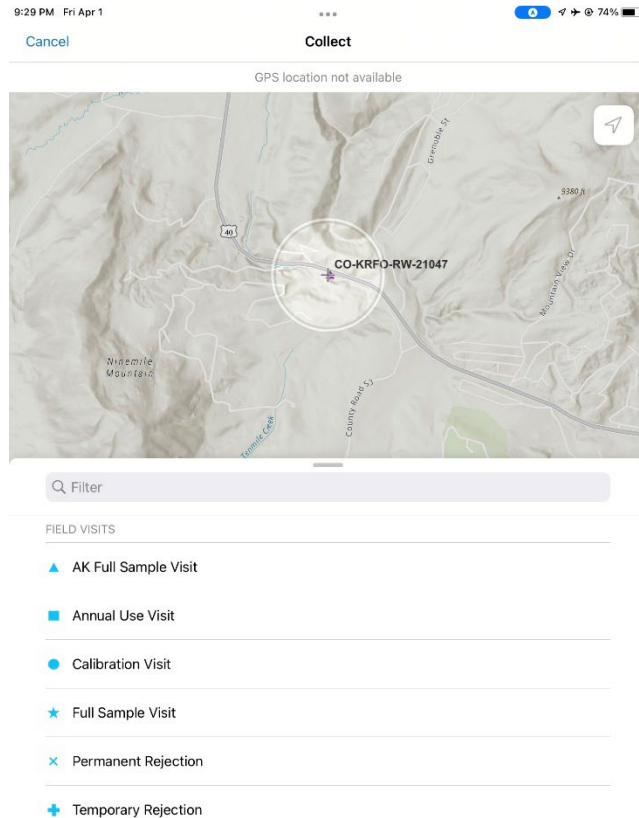 9:29 PM Fri Apr 1
74%
Cancel
Collect
GPS location not available
Grenoble St
9380 ft
40
CO-KRFO-RW-21047
Mountain View Dr
Ninemile
Mountain
County Road 53
Tenmile Creek
Filter
FIELD VISITS
AK Full Sample Visit
Annual Use Visit
Calibration Visit
Full Sample Visit
Permanent Rejection
Temporary Rejection